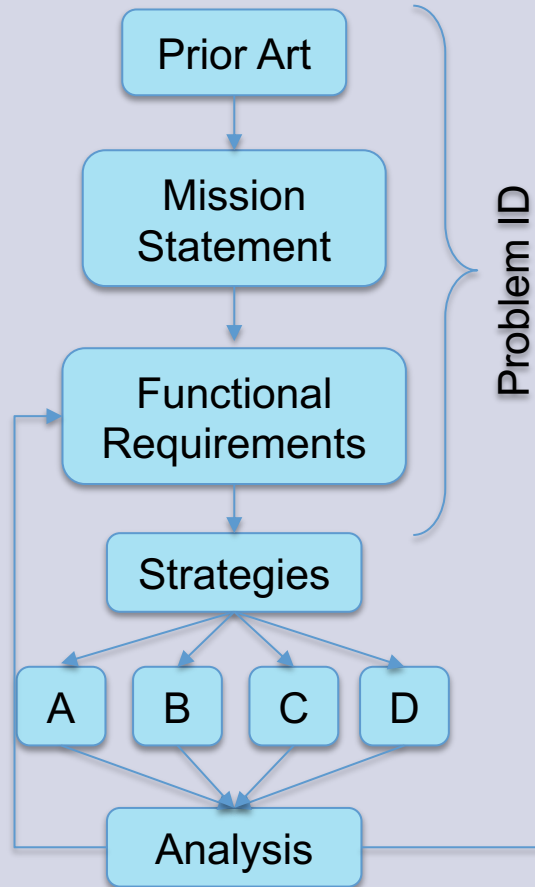 Prior Art
Mission
Statement
Problem ID
Functional
Requirements
Strategies
A
B
C
D
Analysis